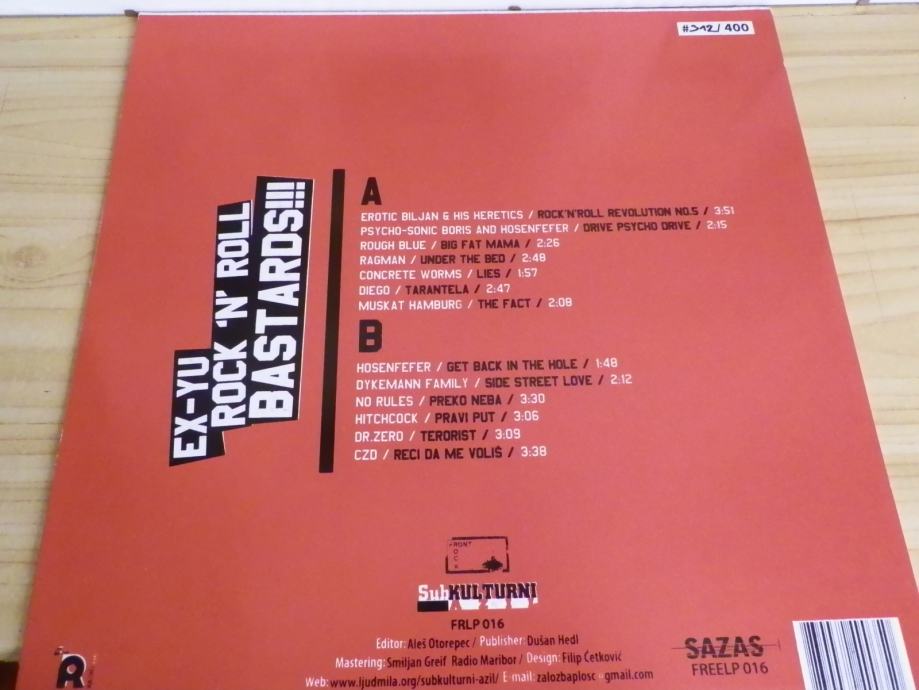 #312/400
EX-YU
ROCK 'N' ROLL
BASTARDS!!!
A
EROTIC BILJAN & HIS HERETICS / ROCK'N'ROLL REVOLUTION NO.5 / 3:51
PSYCHO-SONIC BORIS AND HOSENFEFER / DRIVE PSYCHO DRIVE / 2:15
ROUGH BLUE / BIG FAT MAMA / 2:26
RAGMAN / UNDER THE BED / 2:48
CONCRETE WORMS / LIES / 1:57
DIEGO / TARANTELA / 2:47
MUSKAT HAMBURG / THE FACT / 2:08
B
HOSENFEFER / GET BACK IN THE HOLE / 1:48
DYKEMANN FAMILY / SIDE STREET LOVE / 2:12
NO RULES / PREKO NEBA / 3:30
HITCHCOCK / PRAVI PUT / 3:06
DR.ZERO / TERORIST / 3:09
CZD / RECI DA ME VOLIŠ / 3:38
FRONT
SubKULTURNI
FRLP 016
Editor: Aleš Otorepec / Publisher: Dušan Hedl
Mastering: Smiljan Greif Radio Maribor / Design: Filip Ćetković
Web: www.ljudmila.org/subkulturni-azil/ E-mail: zalozbaplosc gmail.com
SAZAS
FREELP 016
R